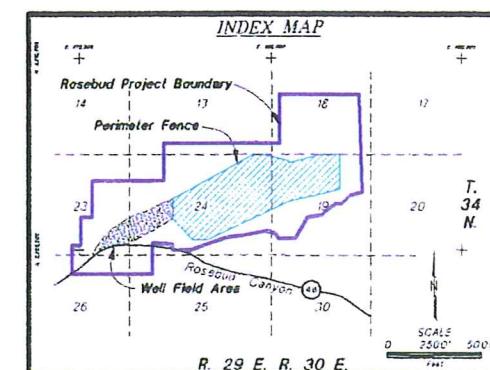 INDEX MAP
Rosebud Project Boundary
14
13
18
17
Perimeter Fence
23
24
19
20
T.
34
N.
Rosebud Canyon
Well Field Area
26
25
30
N
SCALE
0 2500' 500
FEET
R. 29 E. R. 30 E.